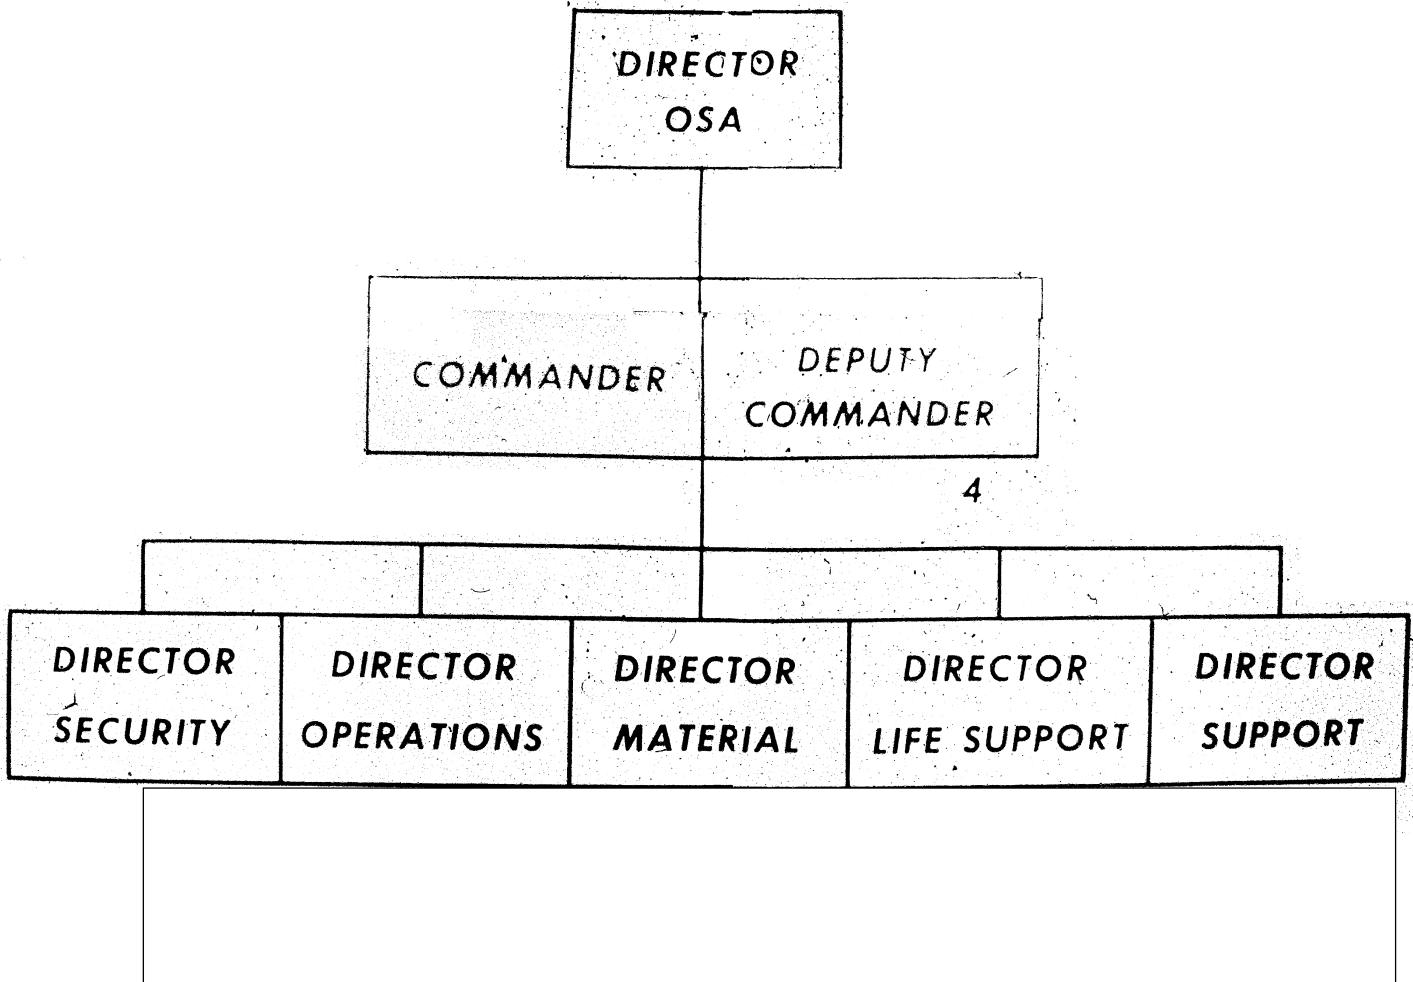 DIRECTOR
OSA
COMMANDER
DEPUTY
COMMANDER
4
DIRECTOR
SECURITY
DIRECTOR
OPERATIONS
DIRECTOR
MATERIAL
DIRECTOR
LIFE SUPPORT
DIRECTOR
SUPPORT